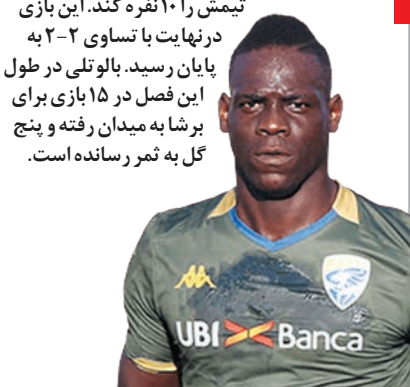 تیمش را ۱۰ نفره کند. این بازی
درنهایت با تساوی ۲-۲ به
پایان رسید. بالوتلی در طول
این فصل در ۱۵ بازی برای
برشا به میدان رفته و پنج
گل به ثمر رسانده است.
UBI Banca